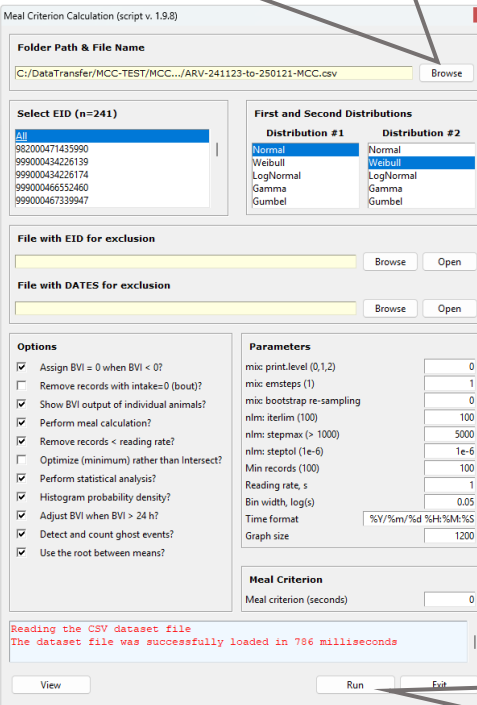 Meal Criterion Calculation (script v. 1.9.8)
Folder Path & File Name
C:/DataTransfer/MCC-TEST/MCC.../ARV-241123-to-250121-MCC.csv
Browse
Select EID (n=241)
All
982000471435990
999000434226139
999000434226174
999000466552460
999000467339947
First and Second Distributions
Distribution #1
Distribution #2
Normal
Weibull
LogNormal
Gamma
Gumbel
Normal
Weibull
LogNormal
Gamma
Gumbel
File with EID for exclusion
Browse
Open
File with DATES for exclusion
Browse
Open
Options
Assign BVI = 0 when BVI < 0?
Remove records with intake=0 (bout)?
Show BVI output of individual animals?
Perform meal calculation?
Remove records < reading rate?
Optimize (minimum) rather than Intersect?
Perform statistical analysis?
Histogram probability density?
Adjust BVI when BVI > 24 h?
Detect and count ghost events?
Use the root between means?
Parameters
mix: print.level (0,1,2) 0
mix: emsteps (1) 1
mix: bootstrap re-sampling 0
nlm: iterlim (100) 100
nlm: stepmax (> 1000) 5000
nlm: steptol (1e-6) 1e-6
Min records (100) 100
Reading rate, s 1
Bin width, log(s) 0.05
Time format %Y/%m/%d %H:%M:%S
Graph size 1200
Meal Criterion
Meal criterion (seconds) 0
Reading the CSV dataset file
The dataset file was successfully loaded in 786 milliseconds
View
Run
Exit